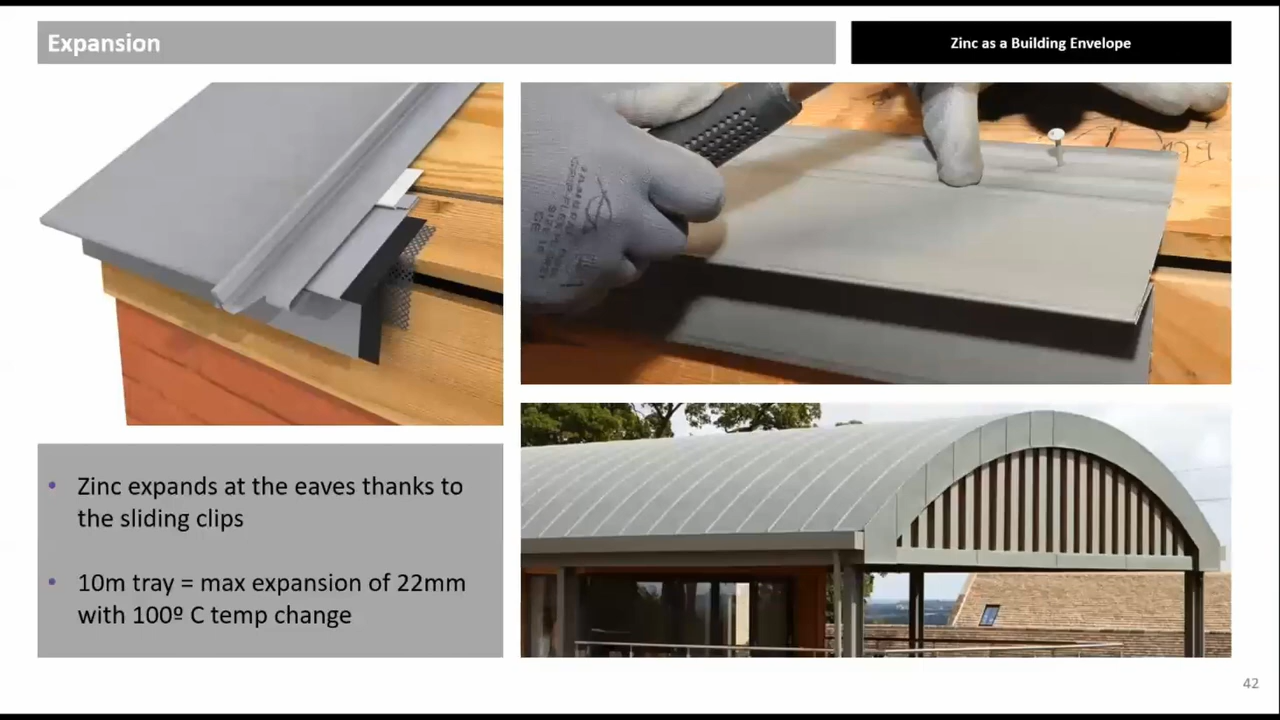 Expansion
Zinc as a Building Envelope
• Zinc expands at the eaves thanks to
the sliding clips
• 10m tray = max expansion of 22mm
with 100º C temp change
42